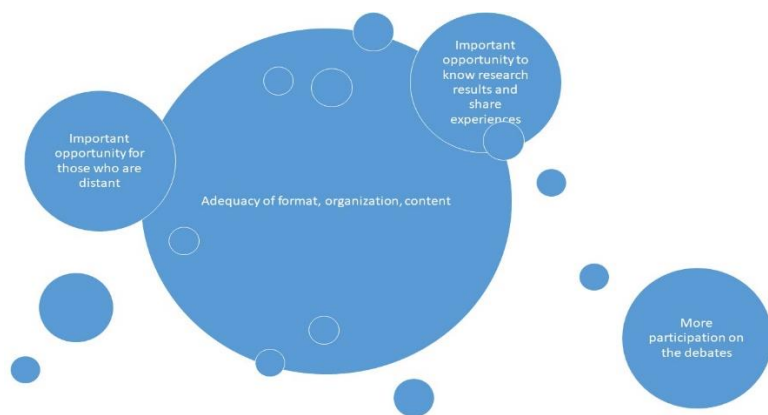 Important
opportunity to
know research
results and
share
experiences
Important
opportunity for
those who are
distant
Adequacy of format, organization, content
More
participation on
the debates